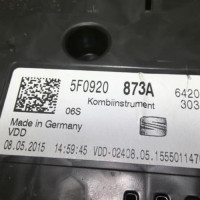 5F0920 873A 6420
Kombiinstrument 303
06S
Made in Germany
VDD
08.05.2015 14:59:45 VDD-02408.05.1555011470